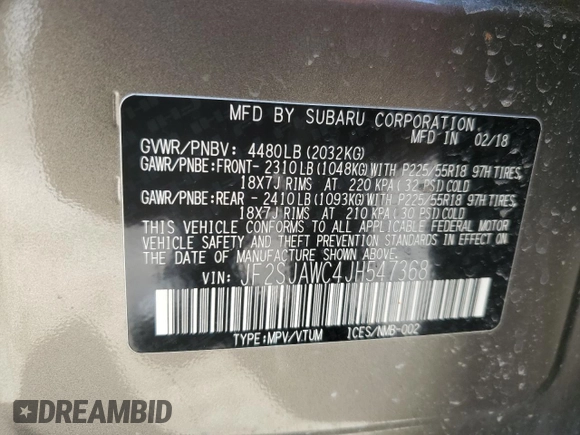 MFD BY SUBARU CORPORATION.
MFD IN 02/18
GVWR/PNBV: 4480LB(2032KG)
GAWR/PNBE:FRONT- 2310LB(1048KG)WITH P225/55R18 97H TIRES,
18X7J RIMS AT 220 KPA(32 PSI)COLD
GAWR/PNBE:REAR - 2410LB(1093KG)WITH P225/55R18 97H TIRES,
18X7J RIMS AT 210 KPA(30 PSI)COLD
THIS VEHICLE CONFORMS TO ALL APPLICABLE FEDERAL MOTOR
VEHICLE SAFETY AND THEFT PREVENTION STANDARDS IN EFFECT ON
THE DATE OF MANUFACTURE SHOWN ABOVE.
VIN: JF2SJAWC4JH547368
TYPE:MPV/VTUM ICES/NMB-002
DREAMBID